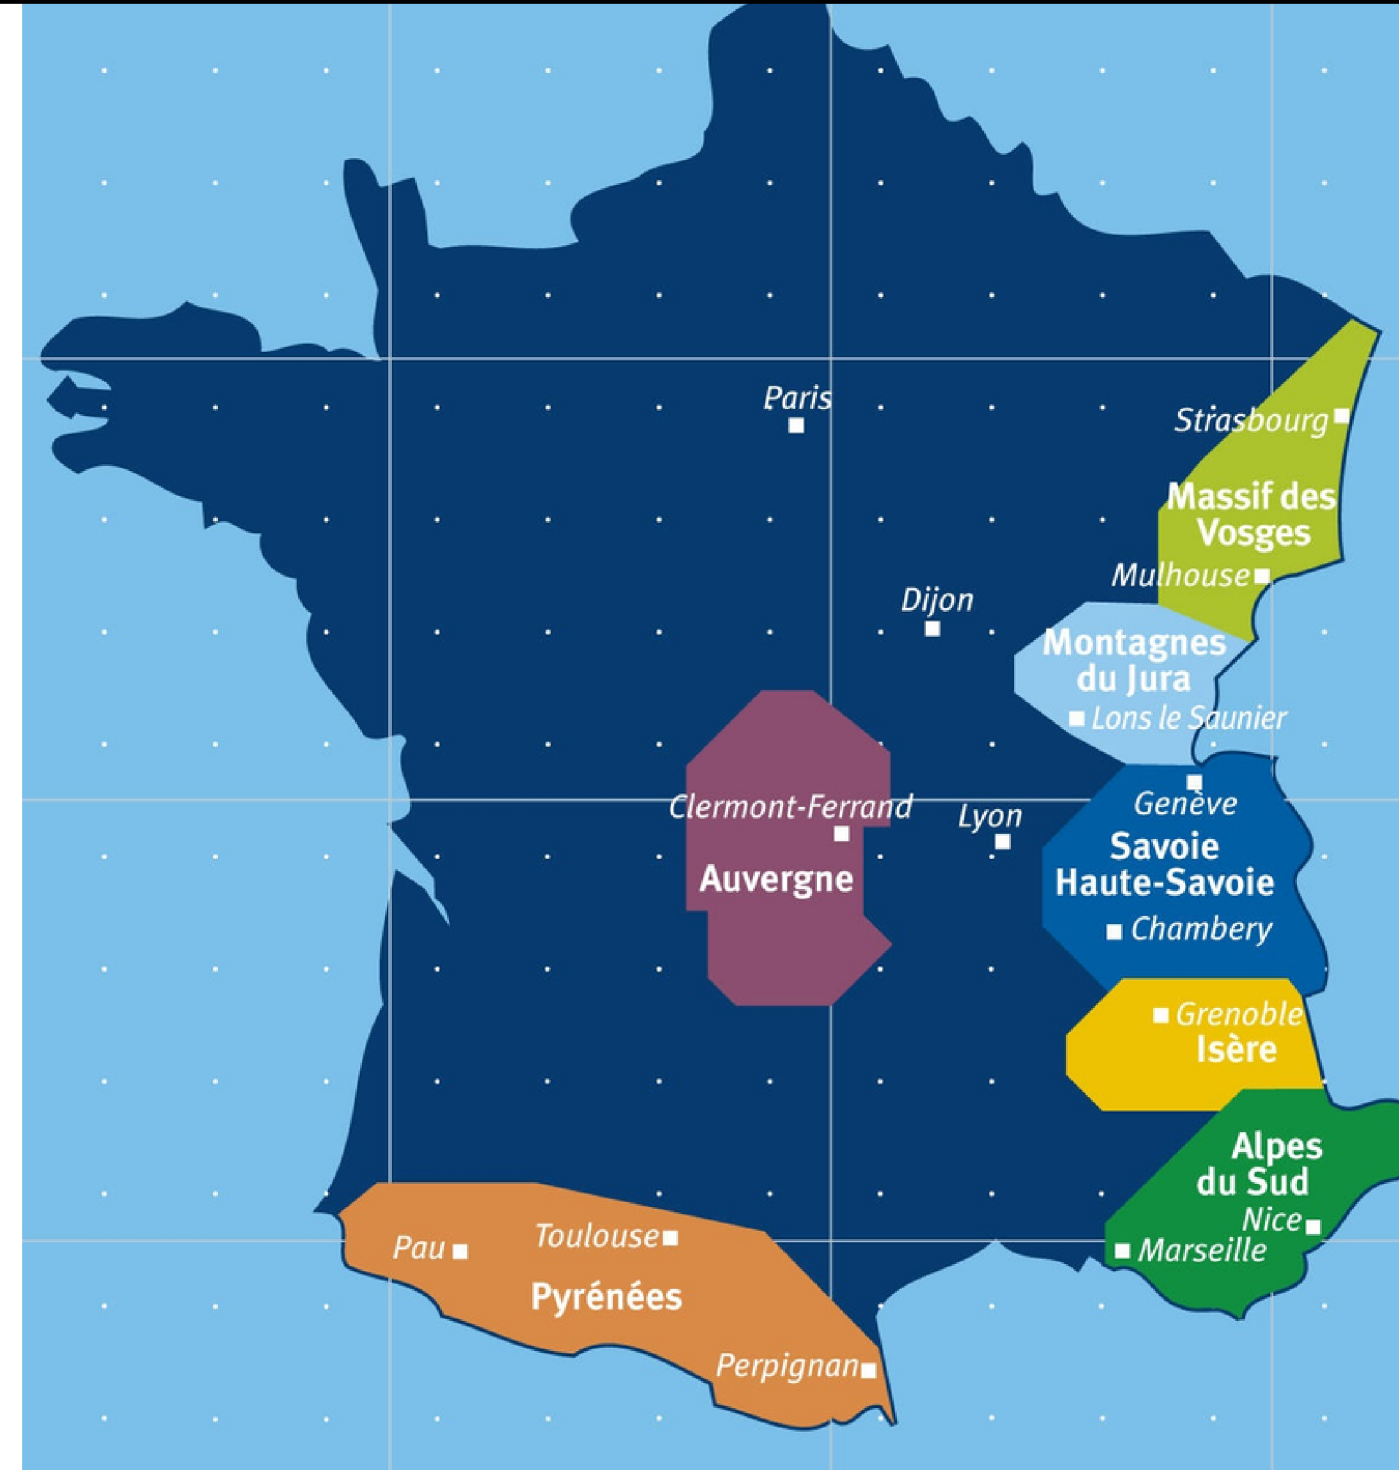 Paris
Strasbourg
Massif des
Vosges
Mulhouse
Dijon
Montagnes
du Jura
Lons le Saunier
Clermont-Ferrand
Lyon
Genève
Savoie
Haute-Savoie
Auvergne
Chambery
Grenoble
Isère
Alpes
du Sud
Nice
Marseille
Pau
Toulouse
Pyrénées
Perpignan